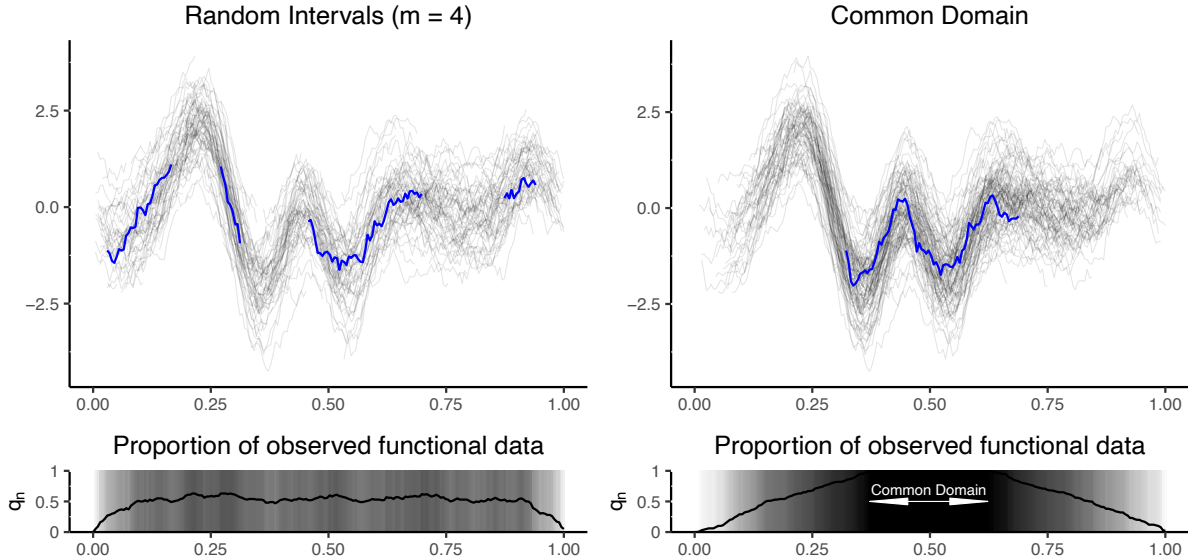 Random Intervals (m = 4)
2.5
0.0
−2.5
0.00 0.25 0.50 0.75 1.00
Proportion of observed functional data
qn
1
0.5
0
0.00 0.25 0.50 0.75 1.00
Common Domain
2.5
0.0
−2.5
0.00 0.25 0.50 0.75 1.00
Proportion of observed functional data
qn
1
0.5
0
Common Domain
0.00 0.25 0.50 0.75 1.00